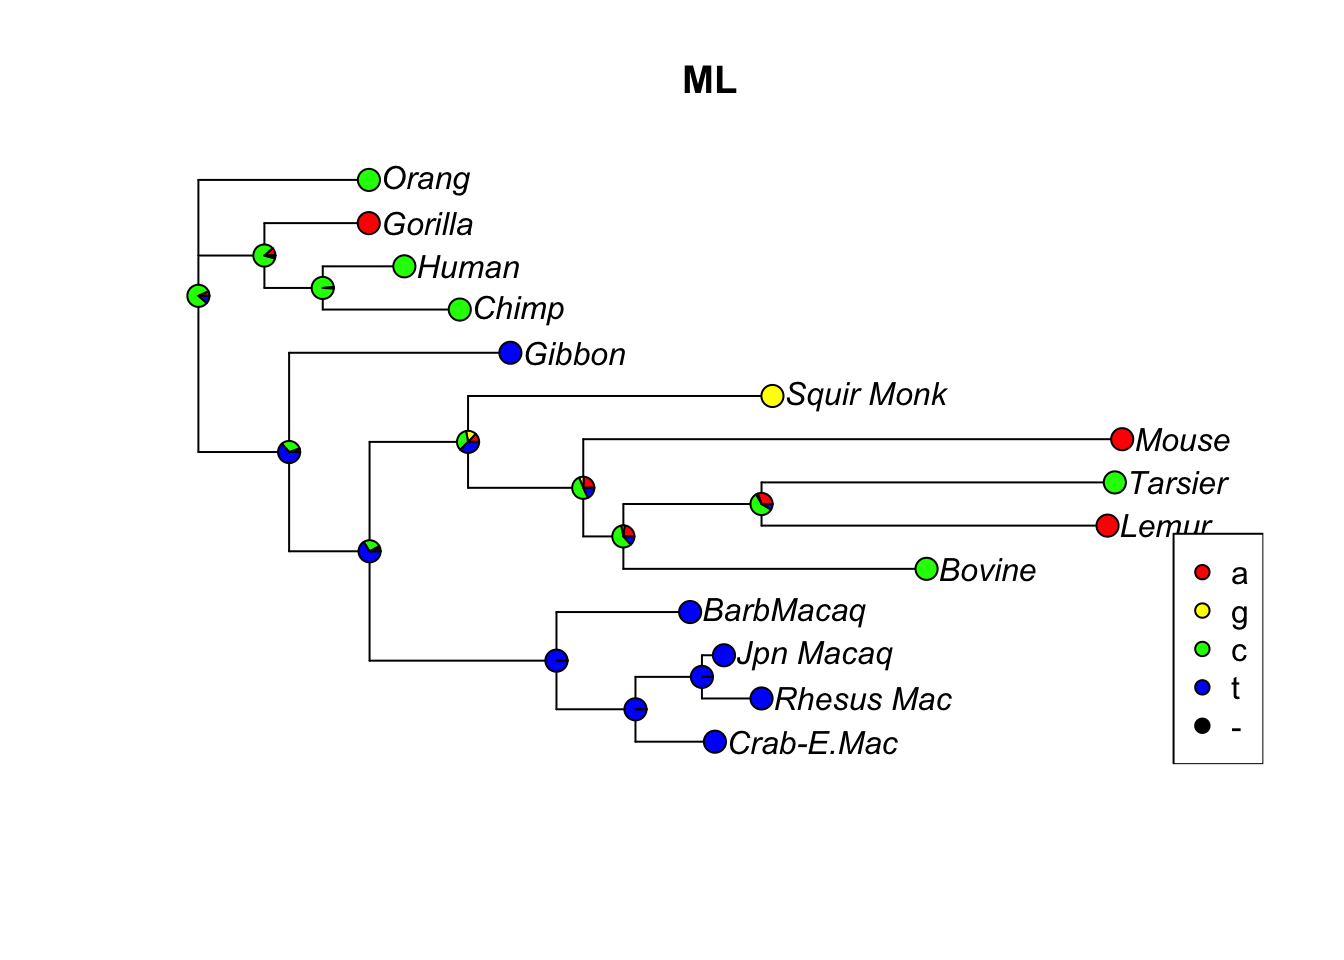 ML
Orang
Gorilla
Human
Chimp
Gibbon
Squir Monk
Mouse
Tarsier
Lemur
Bovine
BarbMacaq
Jpn Macaq
Rhesus Mac
Crab-E.Mac
a
g
c
t
-